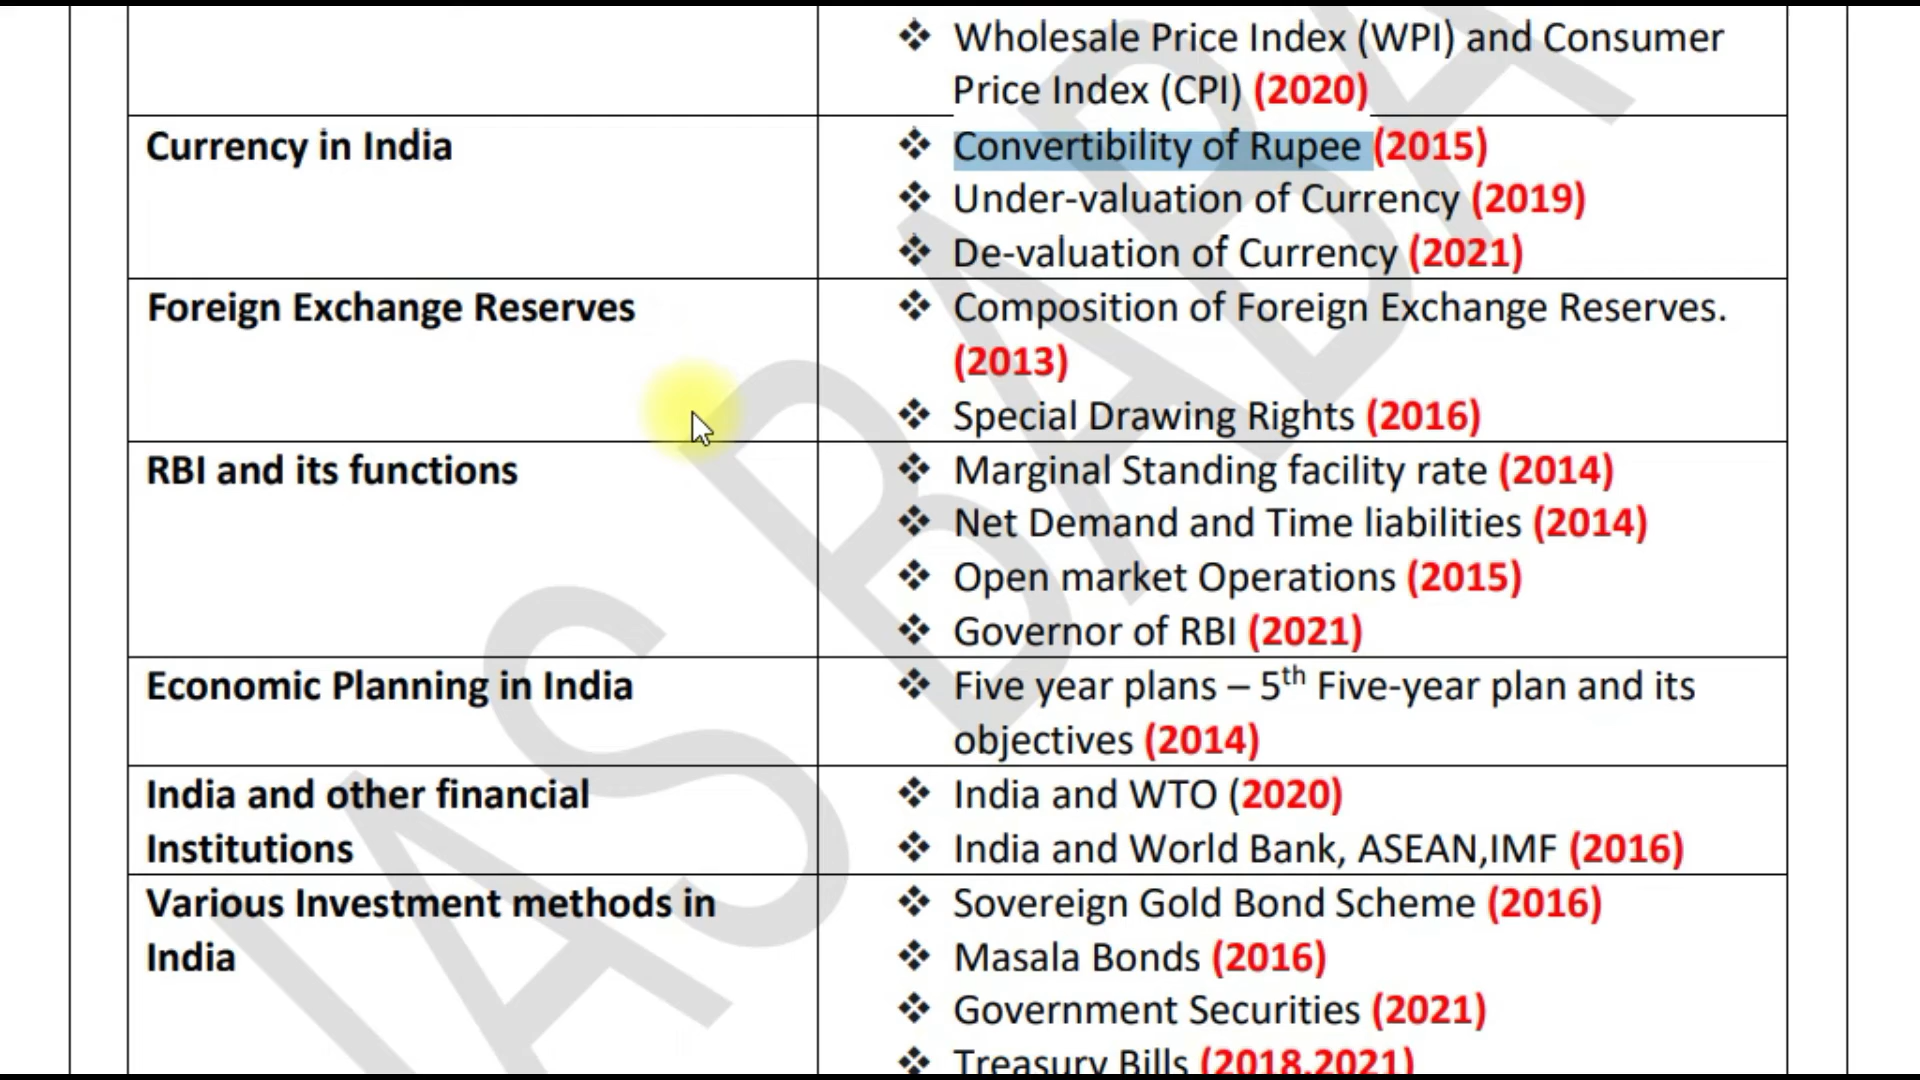 ❖ Wholesale Price Index (WPI) and Consumer
Price Index (CPI) (2020)
Currency in India
❖ Convertibility of Rupee (2015)
❖ Under-valuation of Currency (2019)
❖ De-valuation of Currency (2021)
Foreign Exchange Reserves
❖ Composition of Foreign Exchange Reserves.
(2013)
❖ Special Drawing Rights (2016)
RBI and its functions
❖ Marginal Standing facility rate (2014)
❖ Net Demand and Time liabilities (2014)
❖ Open market Operations (2015)
❖ Governor of RBI (2021)
Economic Planning in India
❖ Five year plans – 5th Five-year plan and its
objectives (2014)
India and other financial
Institutions
❖ India and WTO (2020)
❖ India and World Bank, ASEAN,IMF (2016)
Various Investment methods in
India
❖ Sovereign Gold Bond Scheme (2016)
❖ Masala Bonds (2016)
❖ Government Securities (2021)
❖ Treasury Bills (2018,2021)
IAS BABA